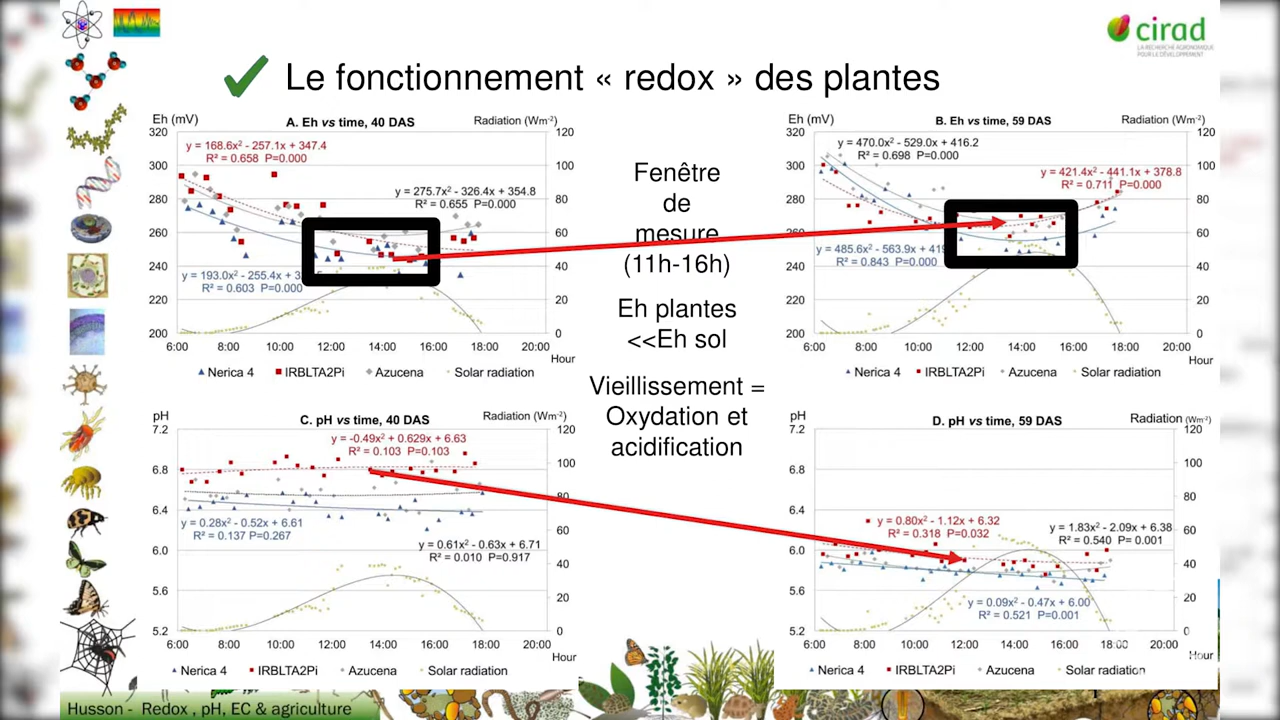 cirad
LA RECHERCHE AGRONOMIQUE
POUR LE DÉVELOPPEMENT
Le fonctionnement « redox » des plantes
Eh (mV)
A. Eh vs time, 40 DAS
Radiation (Wm-2)
320
300
280
260
240
220
200
120
100
80
60
40
20
0
y = 168.6x² - 257.1x + 347.4
R² = 0.658 P=0.000
y = 275.7x² - 326.4x + 354.8
R² = 0.655 P=0.000
y = 193.0x² - 255.4x + 3
R² = 0.603 P=0.000
6:00 8:00 10:00 12:00 14:00 16:00 18:00 20:00
Hour
Nerica 4 IRBLTA2Pi Azucena Solar radiation
Fenêtre
de
mesure
(11h-16h)
Eh plantes
<<Eh sol
Vieillissement =
Oxydation et
acidification
Eh (mV)
B. Eh vs time, 59 DAS
Radiation (Wm-2)
320
300
280
260
240
220
200
120
100
80
60
40
20
0
y = 470.0x² - 529.0x + 416.2
R² = 0.698 P=0.000
y = 421.4x² - 441.1x + 378.8
R² = 0.711 P=0.000
y = 485.6x² - 563.9x + 41
R² = 0.843 P=0.000
6:00 8:00 10:00 12:00 14:00 16:00 18:00 20:00
Hour
Nerica 4 IRBLTA2Pi Azucena Solar radiation
pH
C. pH vs time, 40 DAS
Radiation (Wm-2)
7.2
6.8
6.4
6.0
5.6
5.2
120
100
80
60
40
20
0
y = -0.49x² + 0.629x + 6.63
R² = 0.103 P=0.103
y = 0.28x² - 0.52x + 6.61
R² = 0.137 P=0.267
y = 0.61x² - 0.63x + 6.71
R² = 0.010 P=0.917
6:00 8:00 10:00 12:00 14:00 16:00 18:00 20:00
Hour
Nerica 4 IRBLTA2Pi Azucena Solar radiation
pH
D. pH vs time, 59 DAS
Radiation (Wm-2)
7.2
6.8
6.4
6.0
5.6
5.2
120
100
80
60
40
20
0
y = 0.80x² - 1.12x + 6.32
R² = 0.318 P=0.032
y = 1.83x² - 2.09x + 6.38
R² = 0.540 P= 0.001
y = 0.09x² - 0.47x + 6.00
R² = 0.521 P=0.001
6:00 8:00 10:00 12:00 14:00 16:00 18:00 20:00
Hour
Nerica 4 IRBLTA2Pi Azucena Solar radiation
Husson - Redox , pH, EC & agriculture